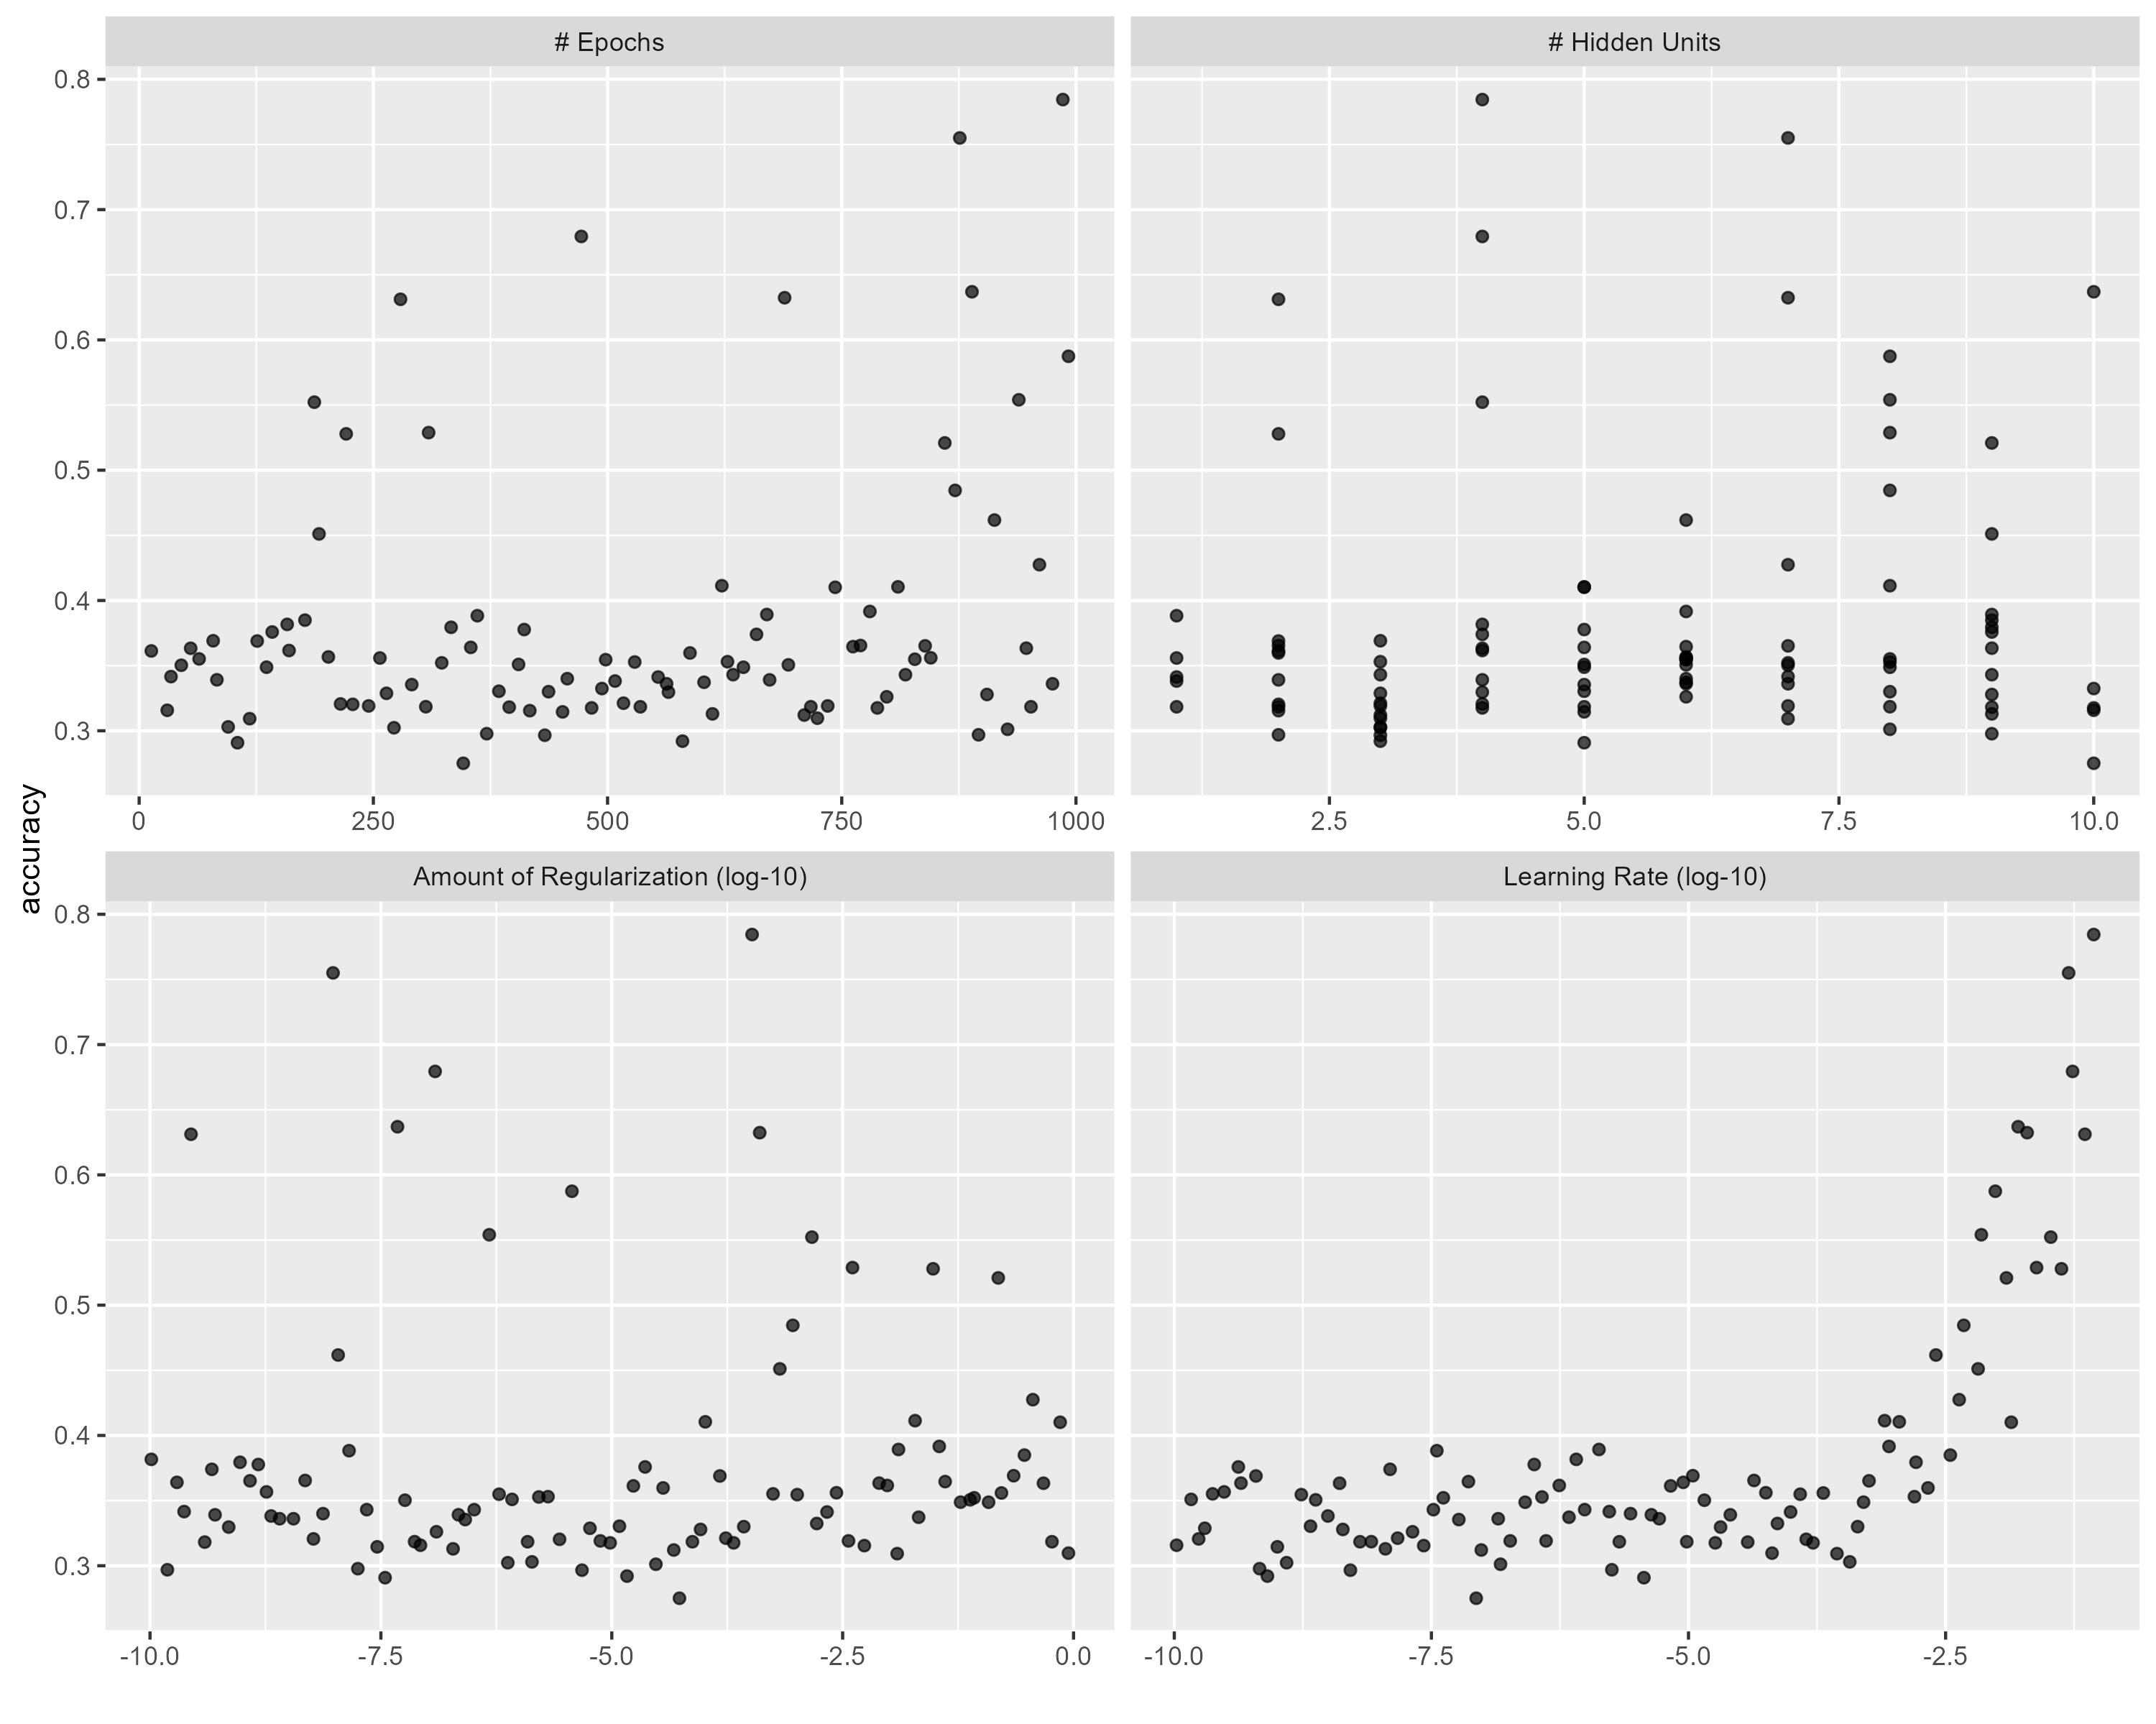 # Epochs
# Hidden Units
0.8
0.7
0.6
0.5
0.4
0.3
0 250 500 750 1000
2.5 5.0 7.5 10.0
accuracy
Amount of Regularization (log-10)
Learning Rate (log-10)
0.8
0.7
0.6
0.5
0.4
0.3
-10.0 -7.5 -5.0 -2.5 0.0
-10.0 -7.5 -5.0 -2.5